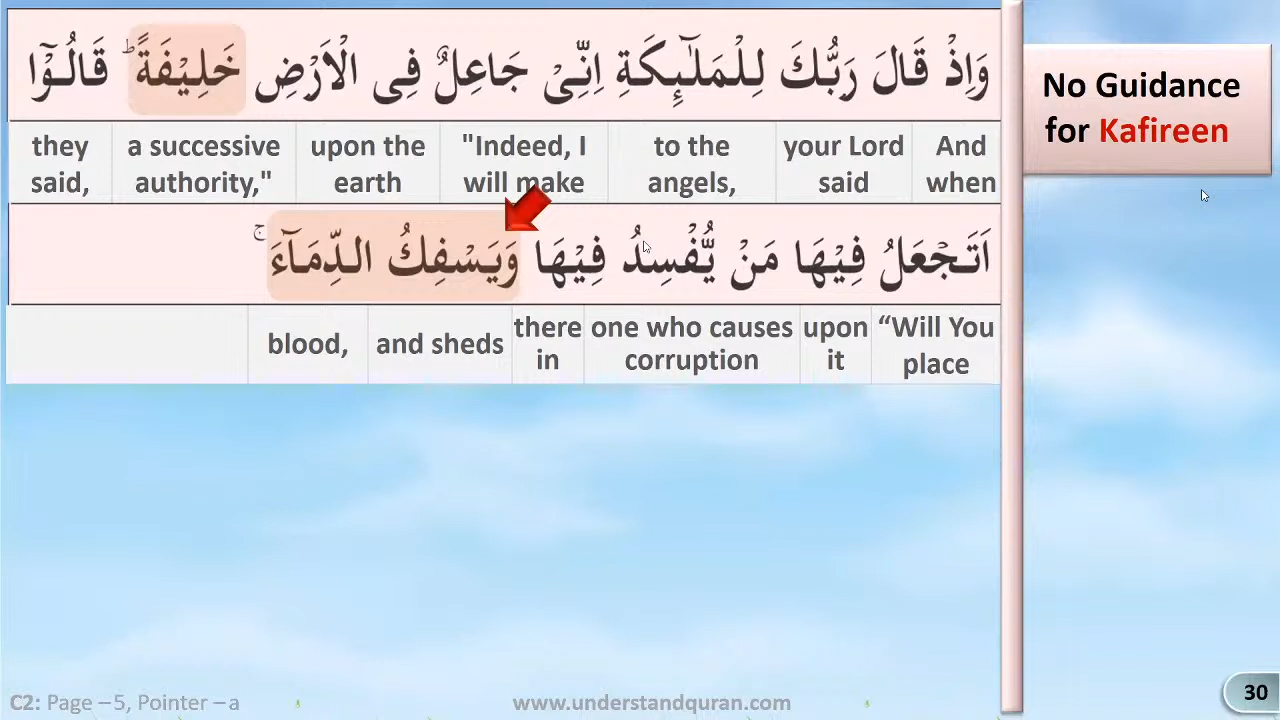 وَاِذْ قَالَ رَبُّكَ لِلْمَلٰٓئِكَةِ اِنِّيْ جَاعِلٌ فِى الْاَرْضِ خَلِيْفَةً ؕ قَالُوْٓا
And when your Lord said to the angels, "Indeed, I will make upon the earth a successive authority," they said,
اَتَجْعَلُ فِيْهَا مَنْ يُّفْسِدُ فِيْهَا وَيَسْفِكُ الدِّمَآءَ ۚ
“Will You place upon it one who causes corruption there in and sheds blood,
No Guidance
for Kafireen
C2: Page –5, Pointer –a
www.understandquran.com
30